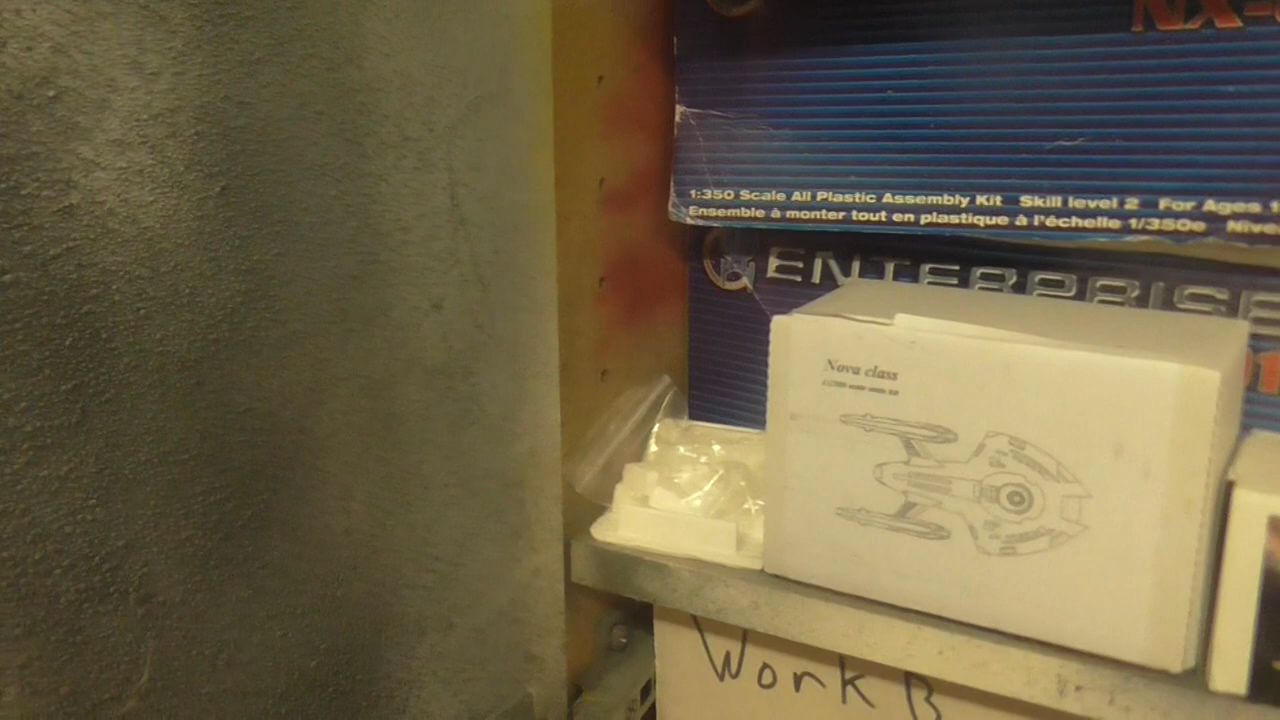 NX-
1:350 Scale All Plastic Assembly Kit Skill level 2 For Ages
Ensemble à monter tout en plastique à l'échelle 1/350e
ENTERPRISE
Nova class
Work B